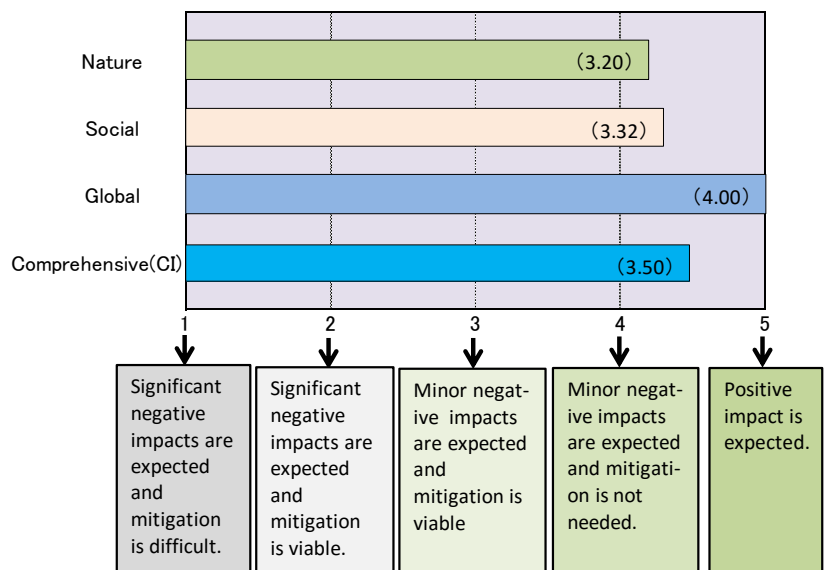 Nature
（3.20）
Social
（3.32）
Global
（4.00）
Comprehensive(CI)
（3.50）
1 2 3 4 5
Significant
negative
impacts are
expected
and
mitigation
is difficult.
Significant
negative
impacts are
expected
and
mitigation
is viable.
Minor negat-
ive impacts
are expected
and
mitigation is
viable
Minor negat-
ive impacts
are expected
and mitigati-
on is not
needed.
Positive
impact is
expected.